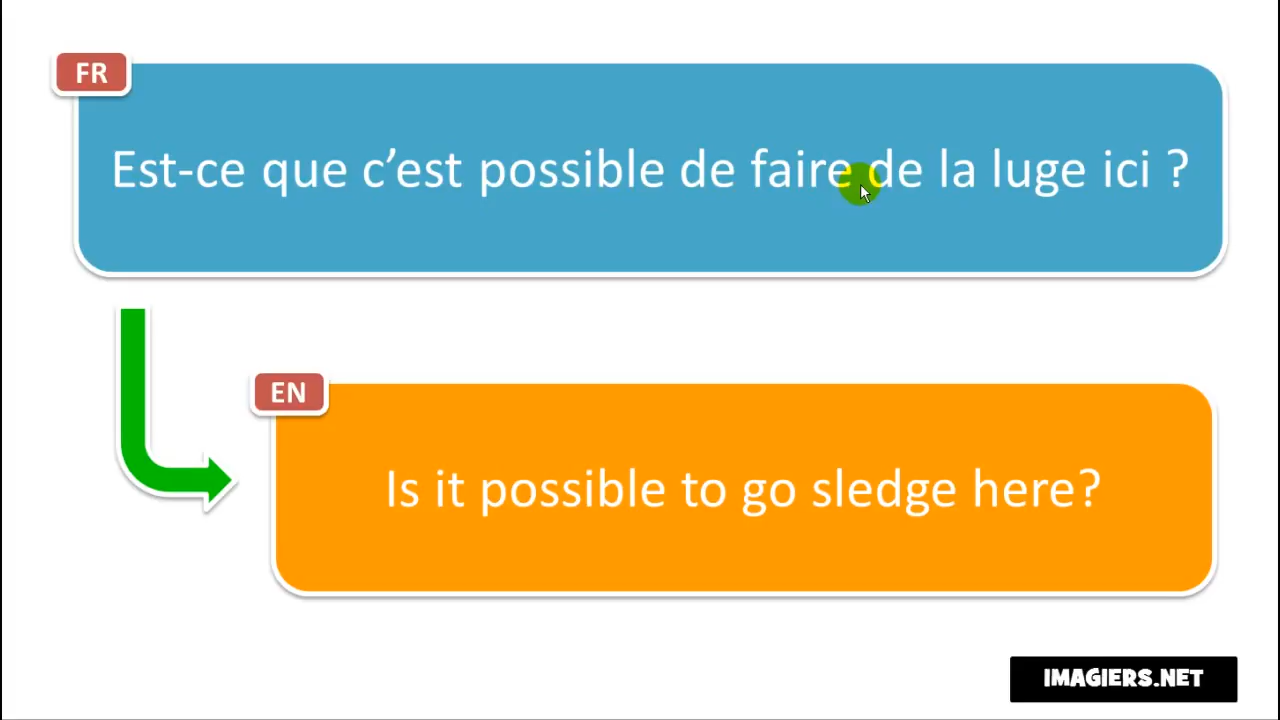 FR
Est-ce que c’est possible de faire de la luge ici ?
EN
Is it possible to go sledge here?
IMAGIERS.NET